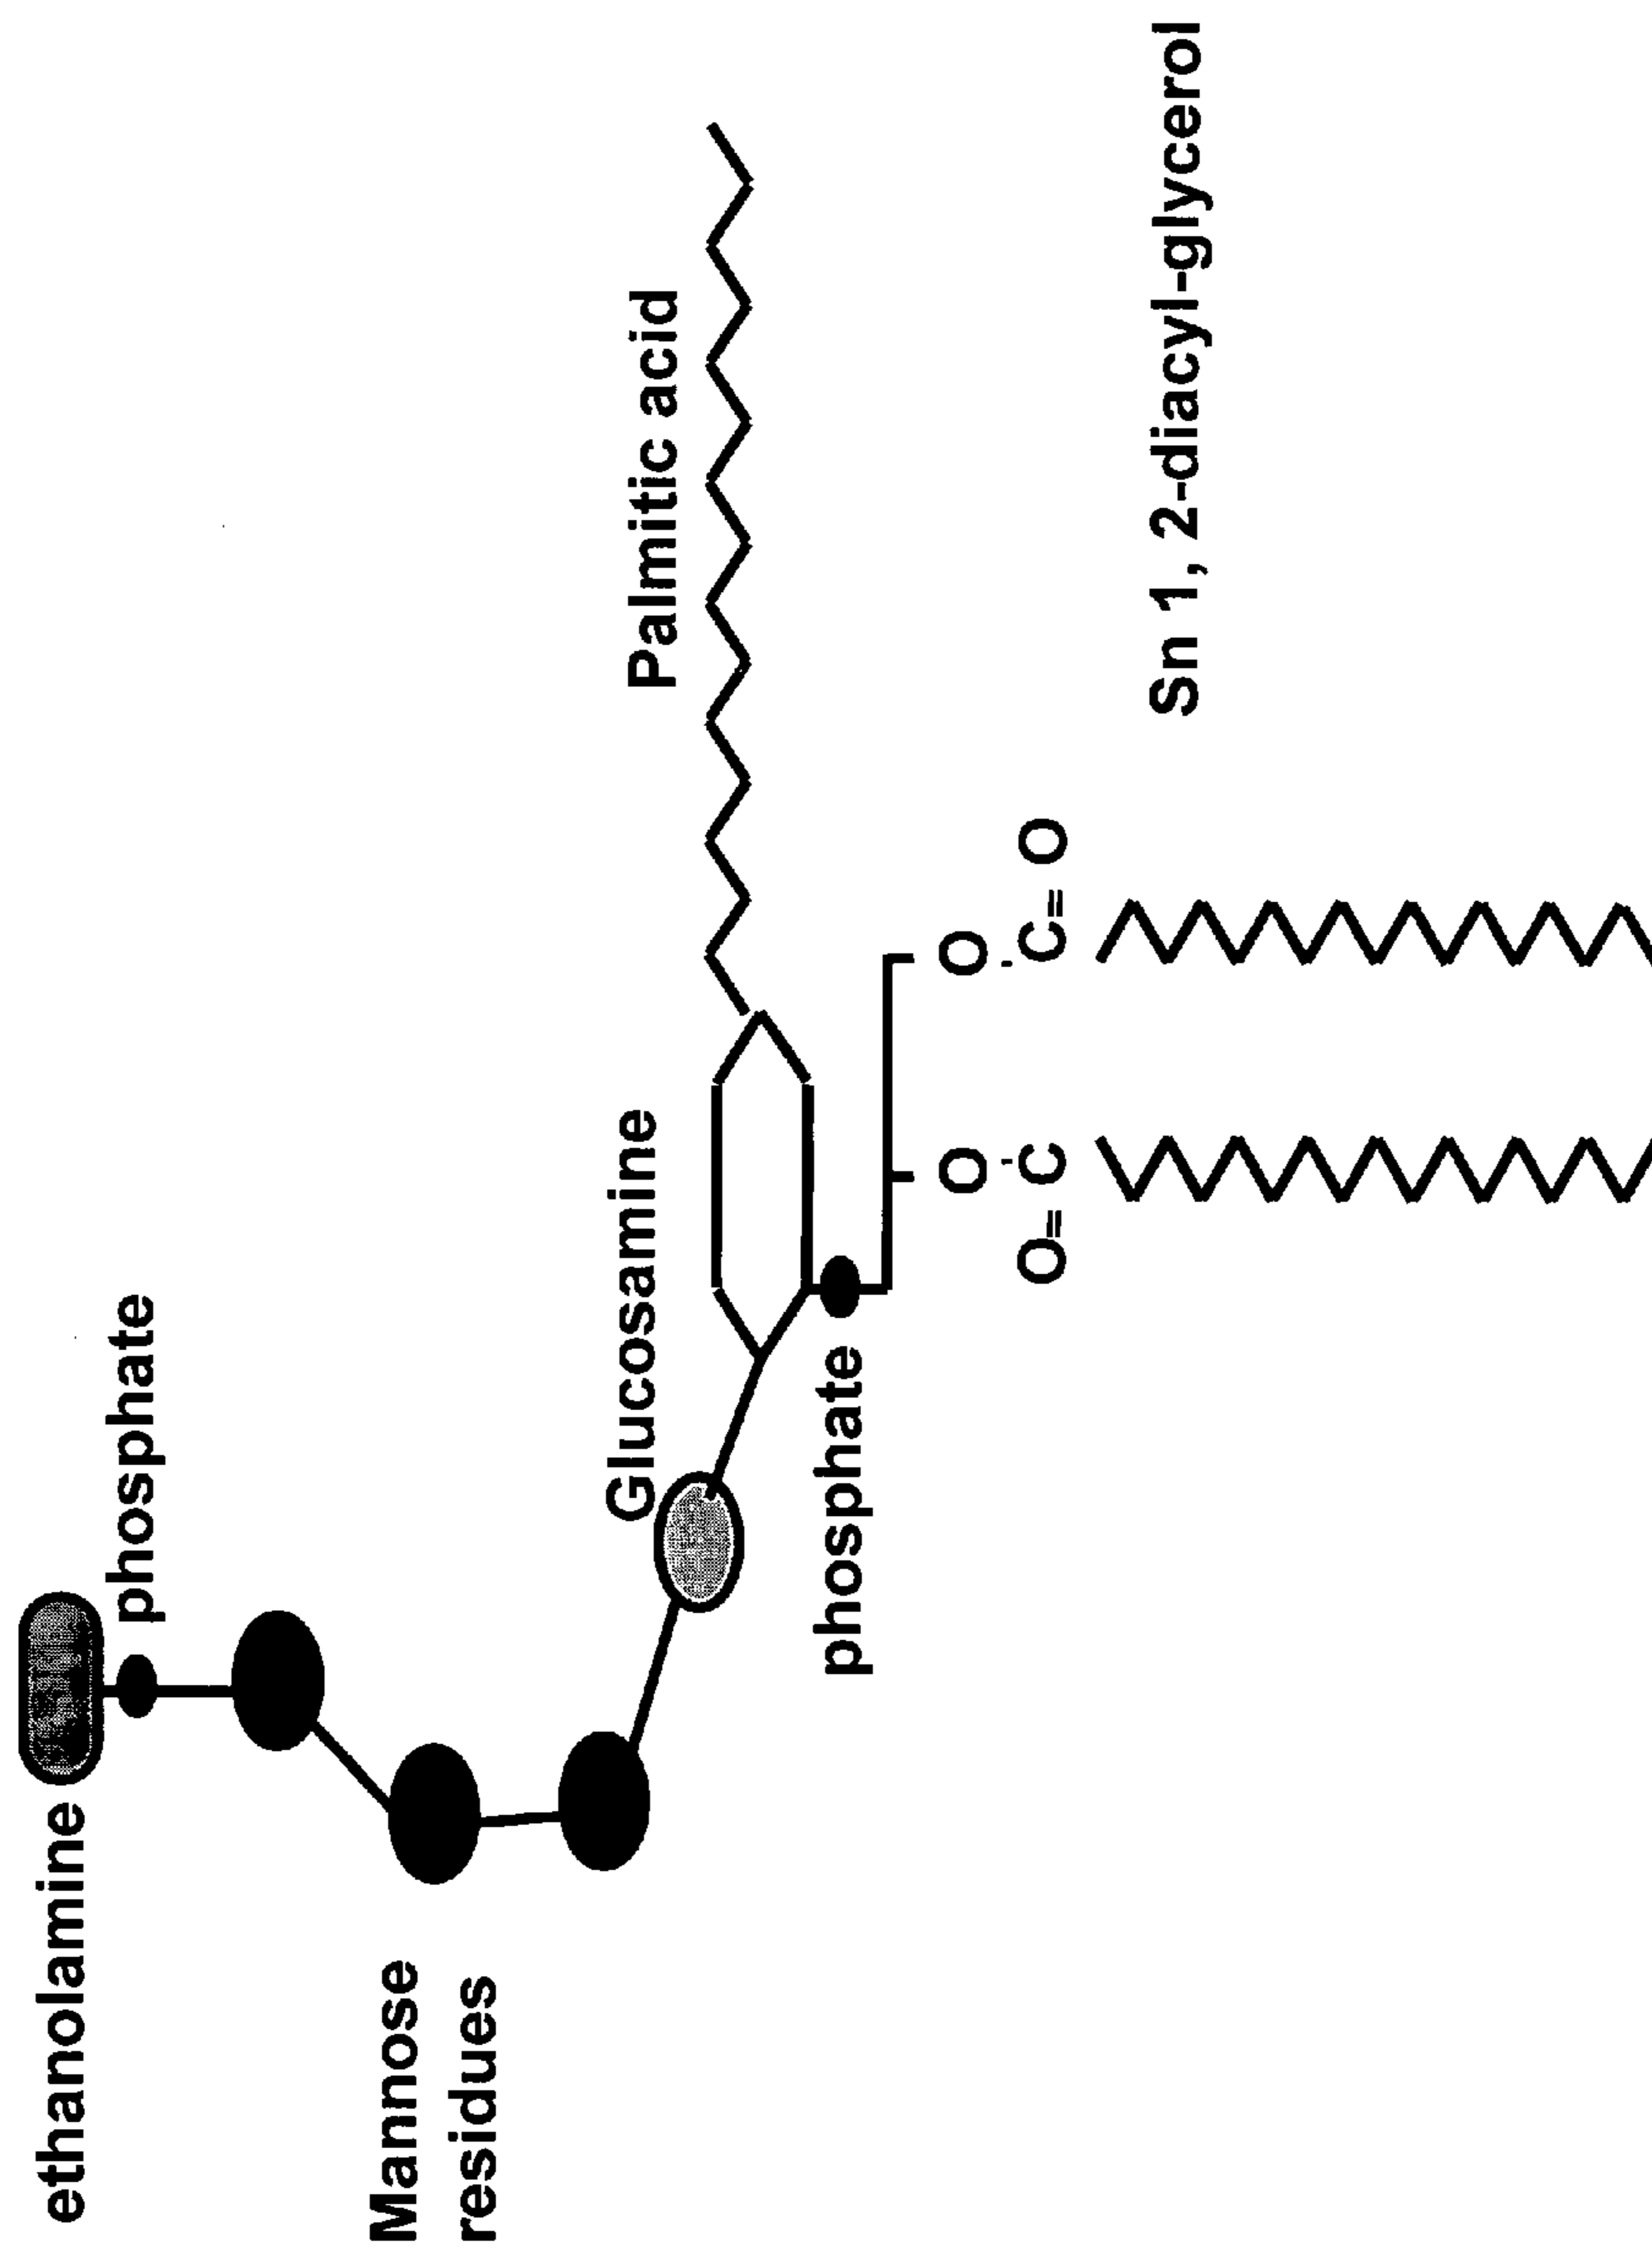 ethanolamine
phosphate
Mannose
residues
Glucosamine
Palmitic acid
phosphate
O
O
O=C
C=O
Sn 1, 2-diacyl-glycerol